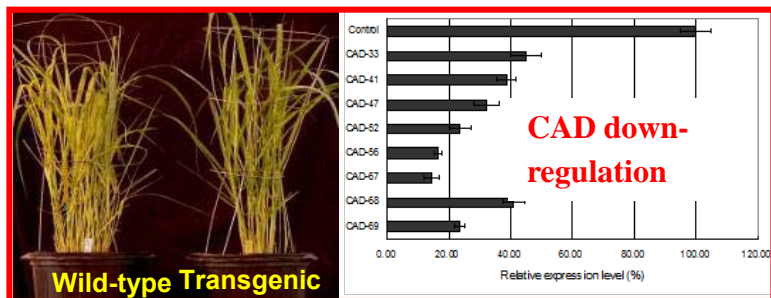 Wild-type Transgenic
Control
CAD-33
CAD-41
CAD-47
CAD-52
CAD-56
CAD-67
CAD-68
CAD-69
CAD down-
regulation
0.00 20.00 40.00 60.00 80.00 100.00 120.00
Relative expression level (%)